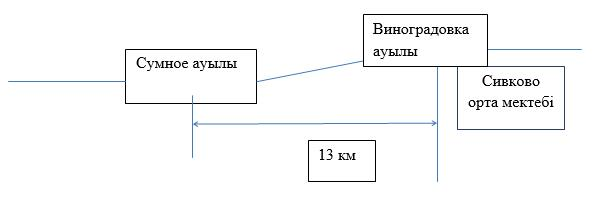 Виноградовка
ауылы
Сумное ауылы
Сивково
орта мектебі
13 км